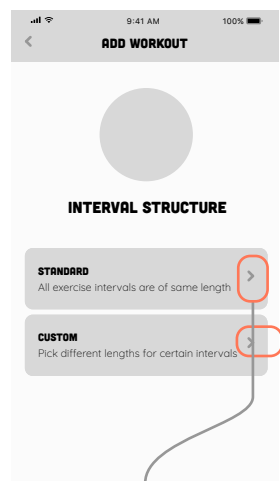 9:41 AM 100%
ADD WORKOUT
INTERVAL STRUCTURE
STANDARD
All exercise intervals are of same length
CUSTOM
Pick different lengths for certain intervals